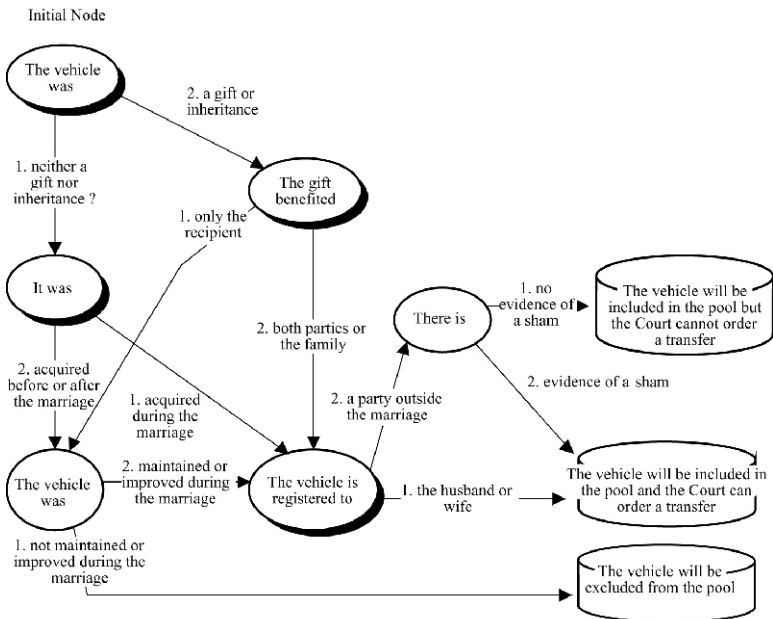 Initial Node
The vehicle
was
2. a gift or
inheritance
1. neither a
gift nor
inheritance ?
The gift
benefited
1. only the
recipient
It was
There is
1. no
evidence of
a sham
The vehicle will be
included in the pool but
the Court cannot order
a transfer
2. both parties or
the family
2. acquired
before or after
the marriage
1. acquired
during the
marriage
2. a party outside
the marriage
2. evidence of a sham
The vehicle
was
2. maintained or
improved during
the marriage
The vehicle is
registered to
1. the husband or
wife
The vehicle will be included in
the pool and the Court can
order a transfer
1. not maintained or
improved during the
marriage
The vehicle will be
excluded from the pool